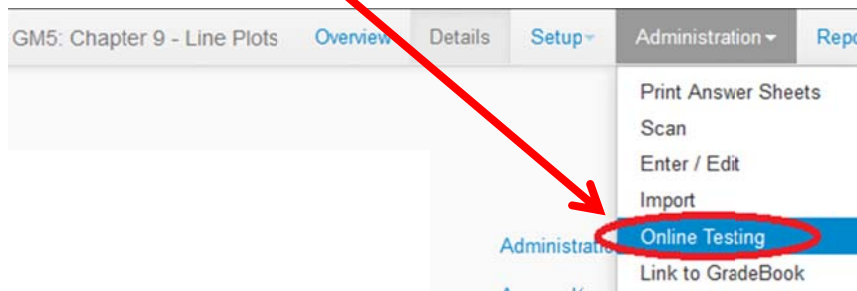 GM5: Chapter 9 - Line Plots Overview Details Setup Administration
Print Answer Sheets
Scan
Enter / Edit
Import
Online Testing
Link to GradeBook